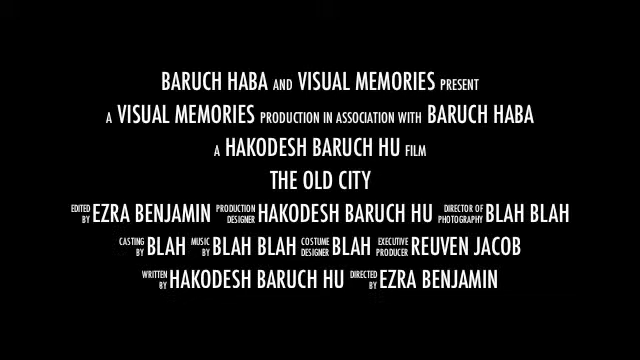 BARUCH HABA AND VISUAL MEMORIES PRESENT
A VISUAL MEMORIES PRODUCTION IN ASSOCIATION WITH BARUCH HABA
A HAKODESH BARUCH HU FILM
THE OLD CITY
EDITED BY EZRA BENJAMIN PRODUCTION DESIGNER HAKODESH BARUCH HU DIRECTOR OF PHOTOGRAPHY BLAH BLAH
CASTING BY BLAH MUSIC BY BLAH BLAH COSTUME DESIGNER BLAH EXECUTIVE PRODUCER REUVEN JACOB
WRITTEN BY HAKODESH BARUCH HU DIRECTED BY EZRA BENJAMIN